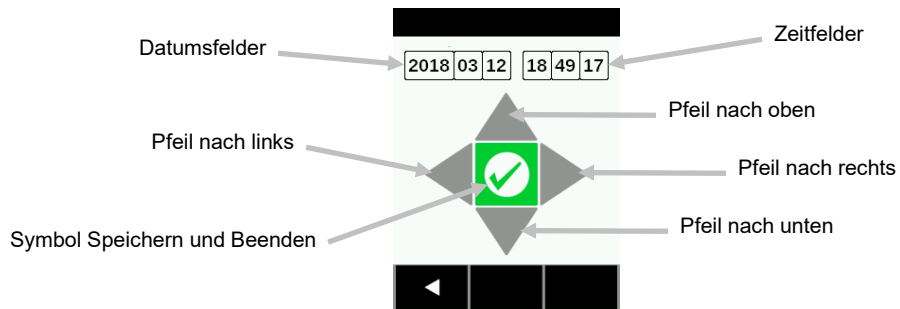 Zeitfelder
Datumsfelder
2018 03 12 18 49 17
Pfeil nach oben
Pfeil nach links
Pfeil nach rechts
Pfeil nach unten
Symbol Speichern und Beenden